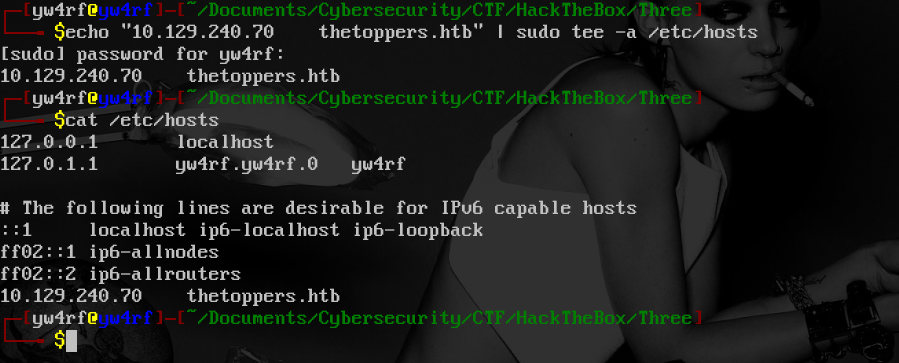 ┌─[yw4rf@yw4rf]─[~/Documents/Cybersecurity/CTF/HackTheBox/Three]
└──╼ $echo "10.129.240.70    thetoppers.htb" | sudo tee -a /etc/hosts
[sudo] password for yw4rf:
10.129.240.70    thetoppers.htb
┌─[yw4rf@yw4rf]─[~/Documents/Cybersecurity/CTF/HackTheBox/Three]
└──╼ $cat /etc/hosts
127.0.0.1       localhost
127.0.1.1       yw4rf.yw4rf.0   yw4rf

# The following lines are desirable for IPv6 capable hosts
::1     localhost ip6-localhost ip6-loopback
ff02::1 ip6-allnodes
ff02::2 ip6-allrouters
10.129.240.70    thetoppers.htb
┌─[yw4rf@yw4rf]─[~/Documents/Cybersecurity/CTF/HackTheBox/Three]
└──╼ $